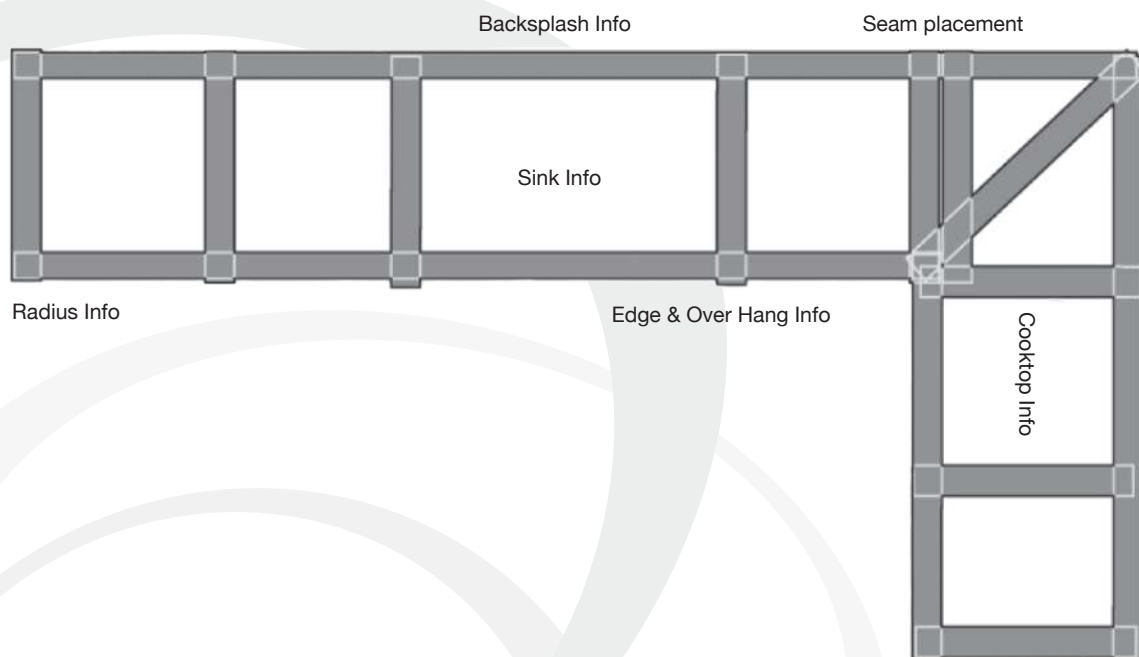 Backsplash Info
Seam placement
Sink Info
Radius Info
Edge & Over Hang Info
Cooktop Info